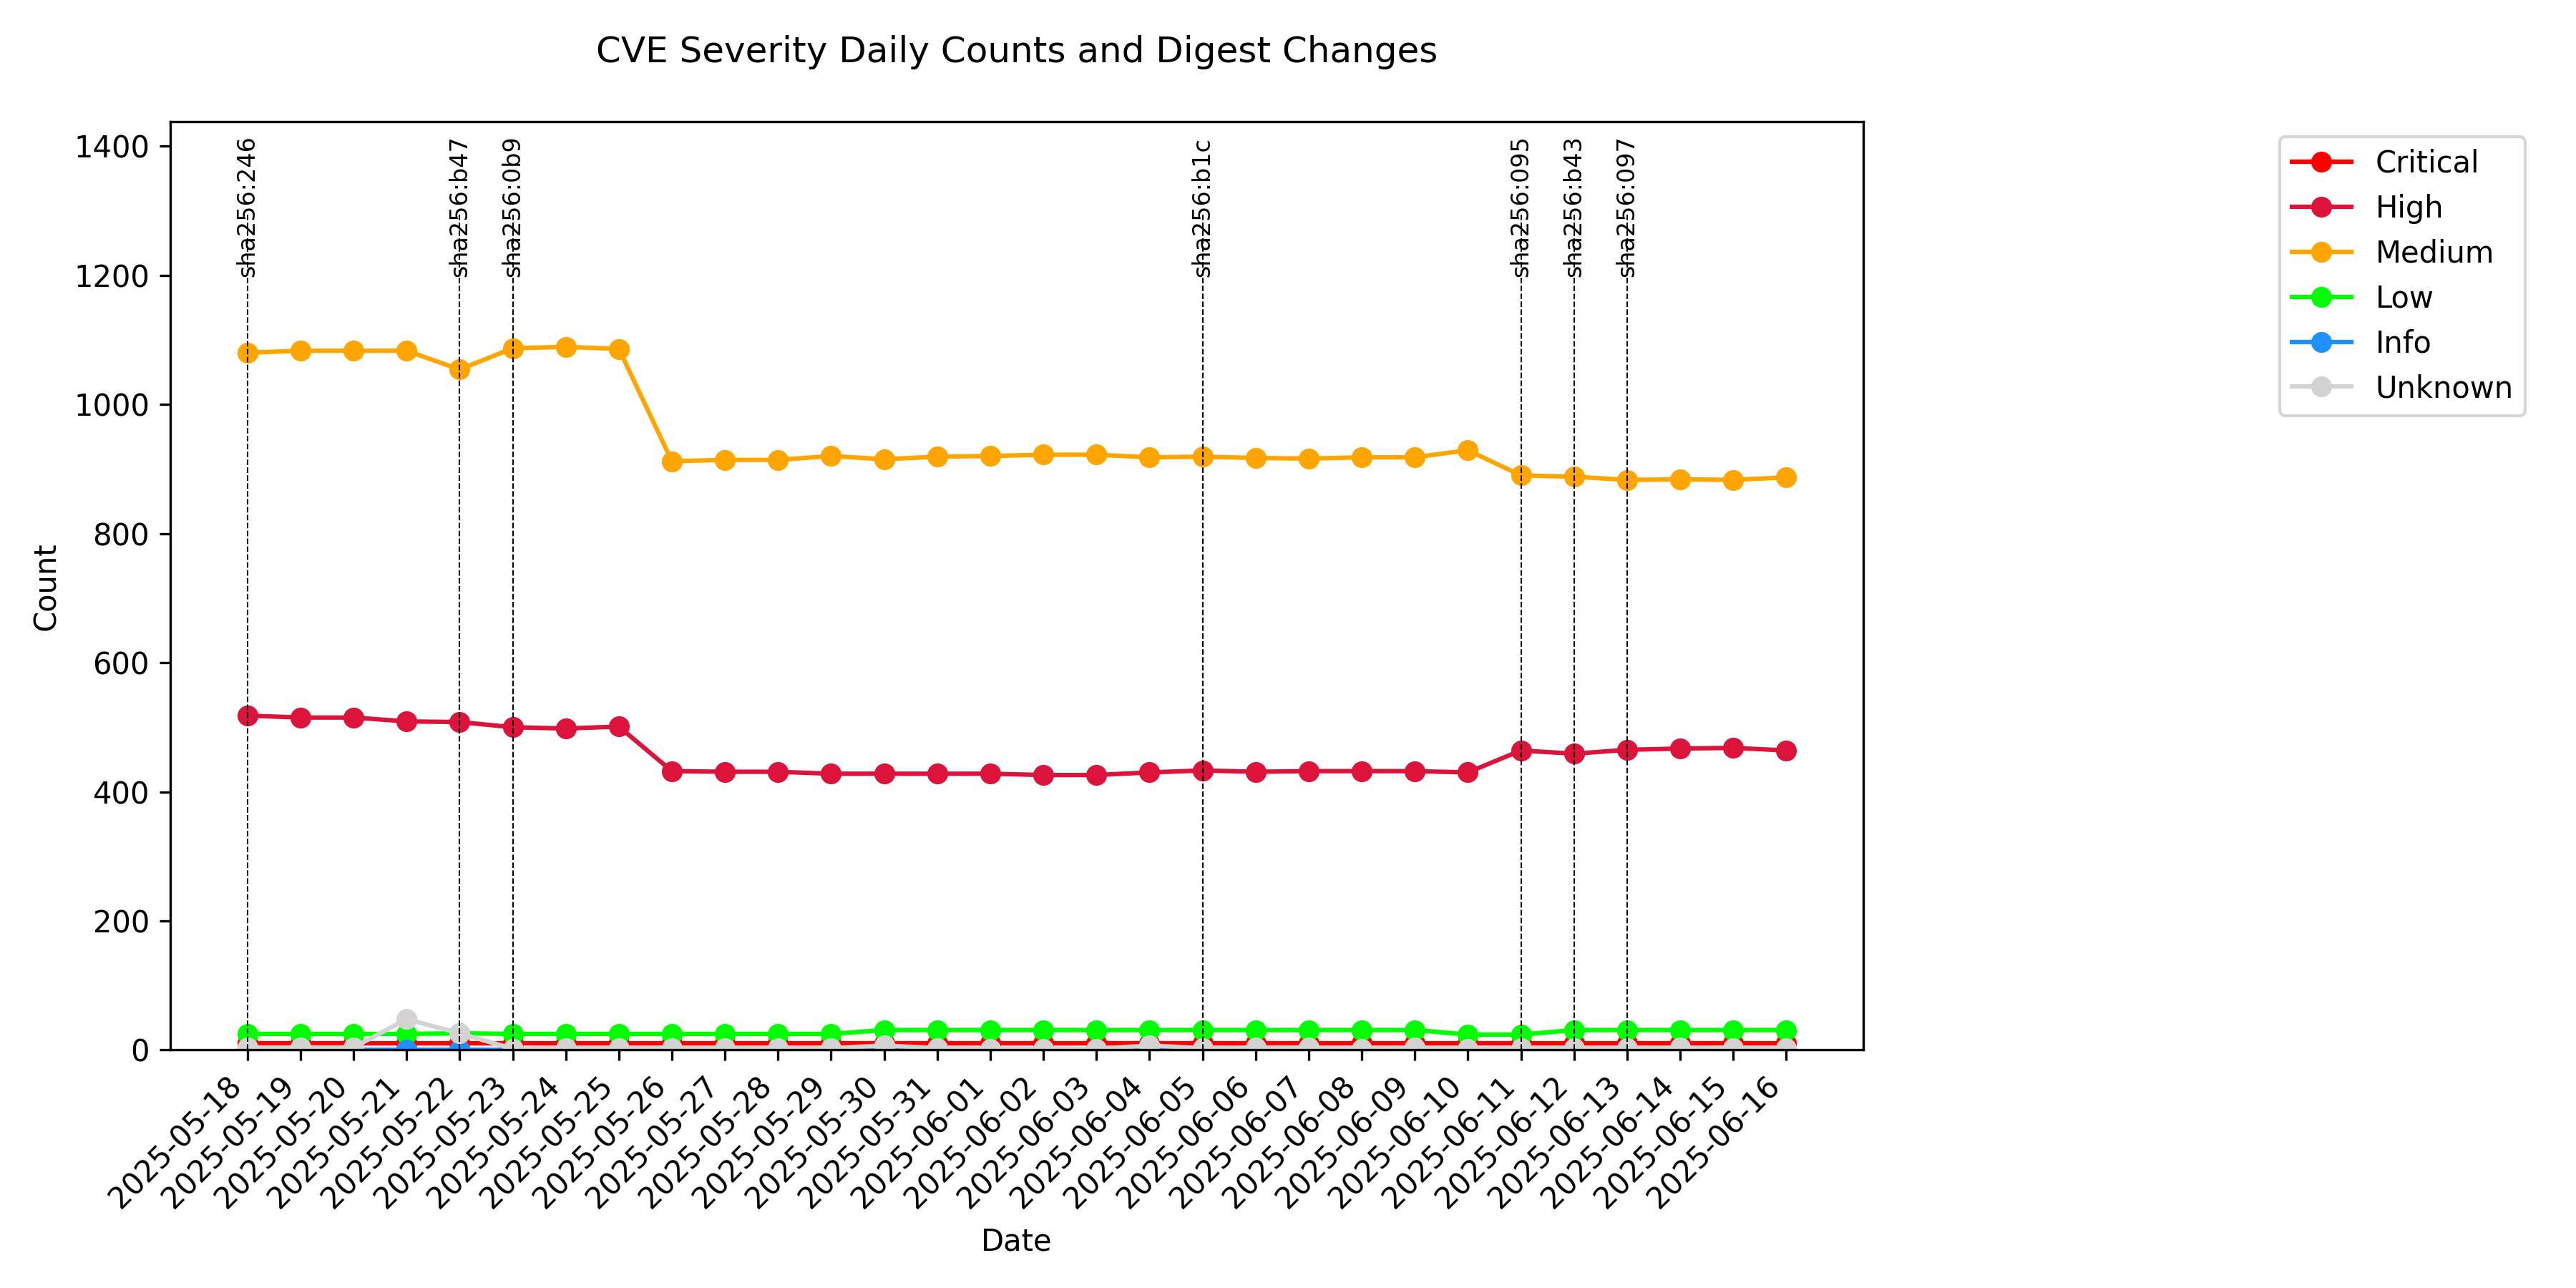 CVE Severity Daily Counts and Digest Changes
1400
1200
1000
800
600
400
200
0
Count
sha256:246
sha256:b47
sha256:0b9
sha256:b1c
sha256:095
sha256:b43
sha256:097
Critical
High
Medium
Low
Info
Unknown
2025-05-18
2025-05-19
2025-05-20
2025-05-21
2025-05-22
2025-05-23
2025-05-24
2025-05-25
2025-05-26
2025-05-27
2025-05-28
2025-05-29
2025-05-30
2025-05-31
2025-06-01
2025-06-02
2025-06-03
2025-06-04
2025-06-05
2025-06-06
2025-06-07
2025-06-08
2025-06-09
2025-06-10
2025-06-11
2025-06-12
2025-06-13
2025-06-14
2025-06-15
2025-06-16
Date